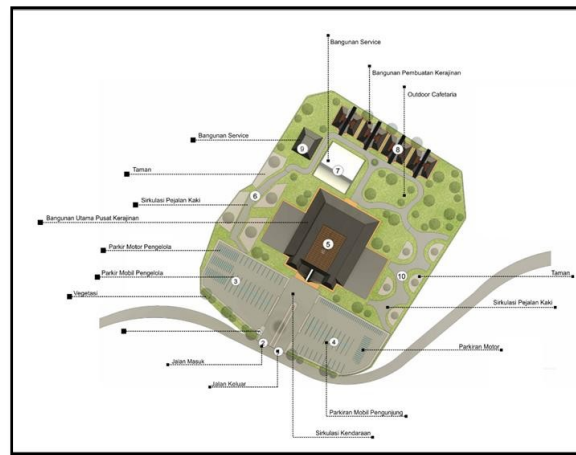 Bangunan Service
Bangunan Pembuatan Kerajinan
Outdoor Cafetaria
Bangunan Service
Taman
Sirkulasi Pejalan Kaki
Bangunan Utama Pusat Kerajinan
Parkir Motor Pengelola
Parkir Mobil Pengelola
Vegetasi
Jalan Masuk
Jalan Keluar
Sirkulasi Kendaraan
Parkiran Mobil Pengunjung
Parkiran Motor
Sirkulasi Pejalan Kaki
Taman
9
7
8
6
5
10
3
4
2